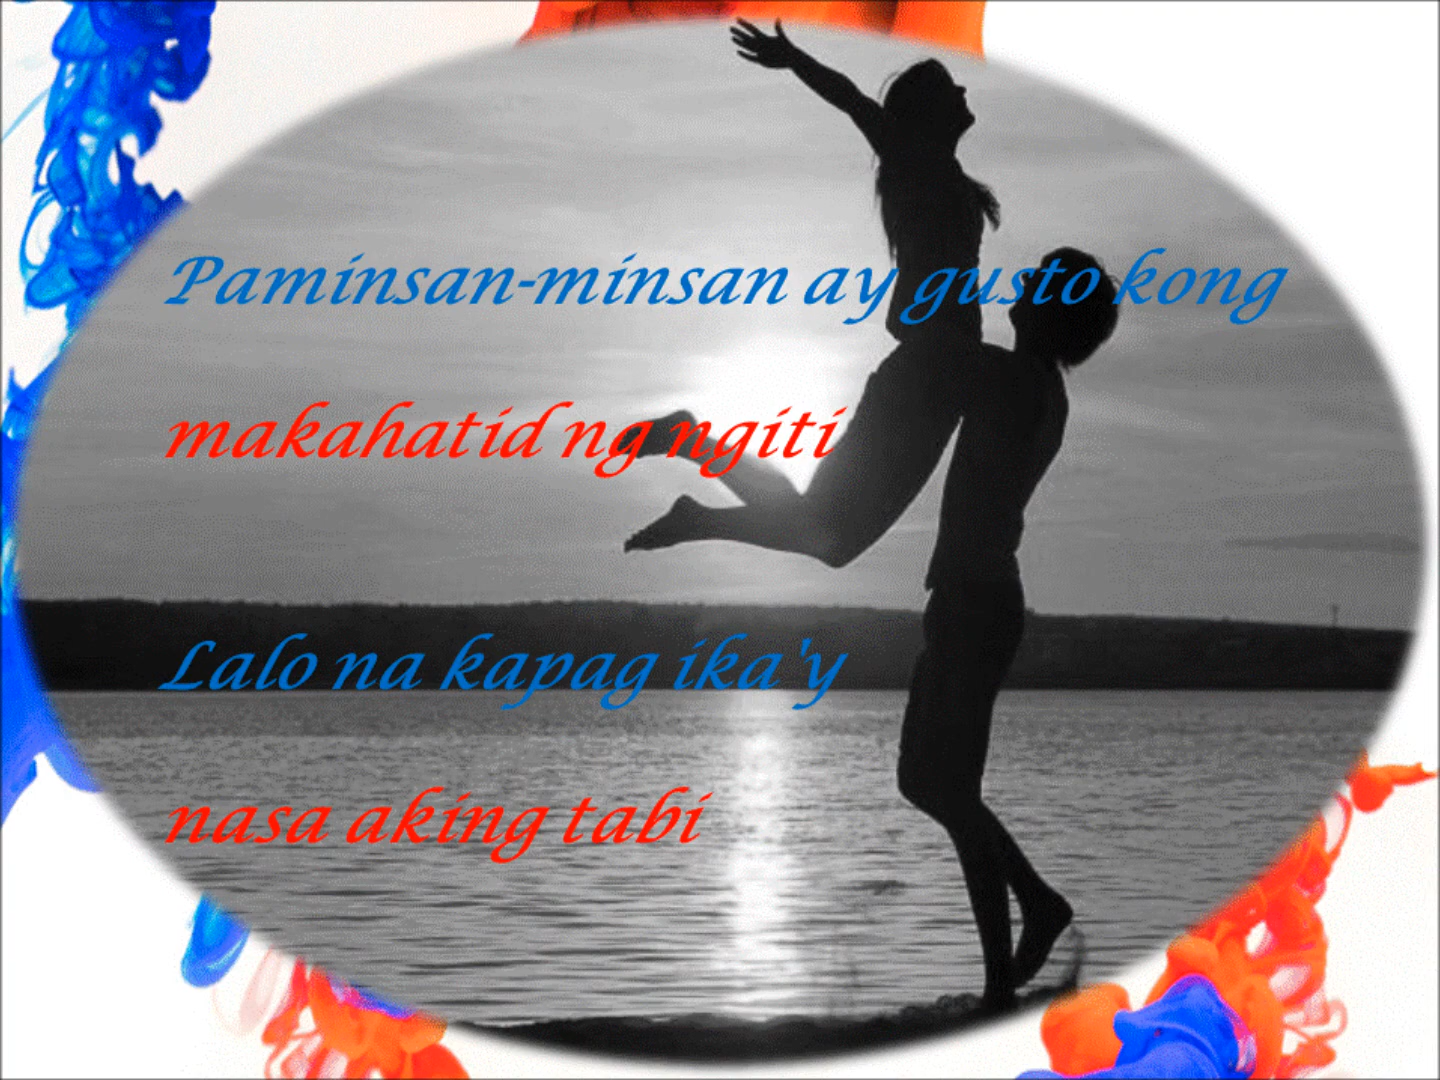 Paminsan-minsan ay gusto kong
makahatid ng ngiti
Lalo na kapag ika'y
nasa aking tabi